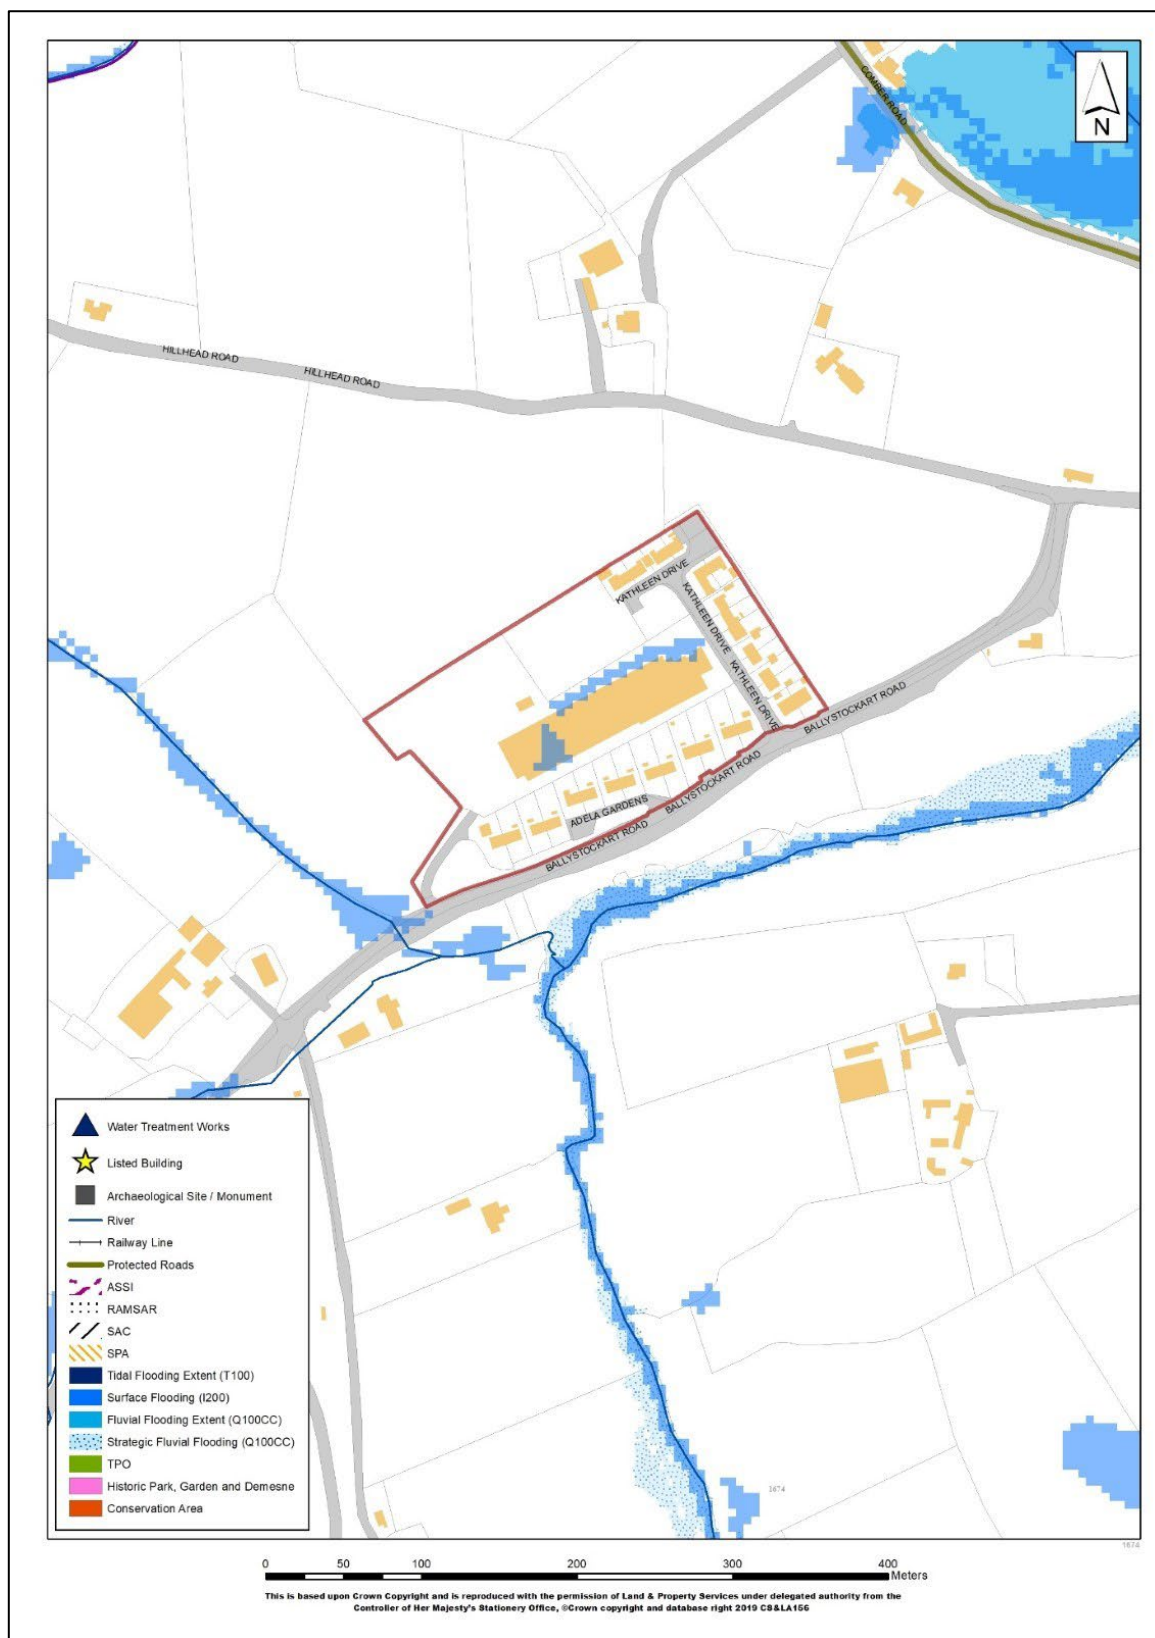 COMBER ROAD
N
HILLHEAD ROAD
HILLHEAD ROAD
KATHLEEN DRIVE
KATHLEEN DRIVE
KATHLEEN DRIVE
BALLYSTOCKART ROAD
BALLYSTOCKART ROAD
ADELA GARDENS
BALLYSTOCKART ROAD
Water Treatment Works
Listed Building
Archaeological Site / Monument
River
Railway Line
Protected Roads
ASSI
RAMSAR
SAC
SPA
Tidal Flooding Extent (T100)
Surface Flooding (I200)
Fluvial Flooding Extent (Q100CC)
Strategic Fluvial Flooding (Q100CC)
TPO
Historic Park, Garden and Demesne
Conservation Area
1674
1674
0 50 100 200 300 400
Meters
This is based upon Crown Copyright and is reproduced with the permission of Land & Property Services under delegated authority from the
Controller of Her Majesty's Stationery Office, ©Crown copyright and database right 2019 CS&LA156